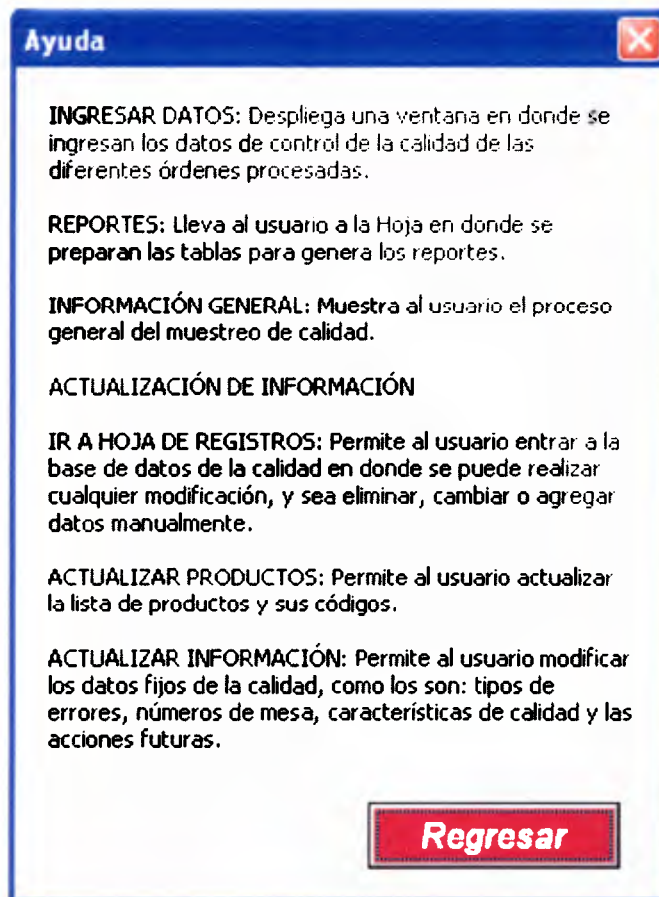 Ayuda
INGRESAR DATOS: Despliega una ventana en donde se
ingresan los datos de control de la calidad de las
diferentes órdenes procesadas.
REPORTES: Lleva al usuario a la Hoja en donde se
preparan las tablas para genera los reportes.
INFORMACIÓN GENERAL: Muestra al usuario el proceso
general del muestreo de calidad.
ACTUALIZACIÓN DE INFORMACIÓN
IR A HOJA DE REGISTROS: Permite al usuario entrar a la
base de datos de la calidad en donde se puede realizar
cualquier modificación, y sea eliminar, cambiar o agregar
datos manualmente.
ACTUALIZAR PRODUCTOS: Permite al usuario actualizar
la lista de productos y sus códigos.
ACTUALIZAR INFORMACIÓN: Permite al usuario modificar
los datos fijos de la calidad, como los son: tipos de
errores, números de mesa, características de calidad y las
acciones futuras.
Regresar